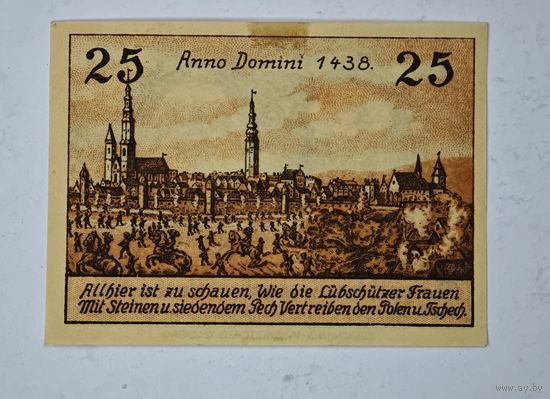 25 Anno Domini 1438. 25
Allhier ist zu schauen, Wie die Lübschützer Frauen
Mit Steinen u. siedendem Pech Vertreiben den Polen u. Tschech.
www.ay.by